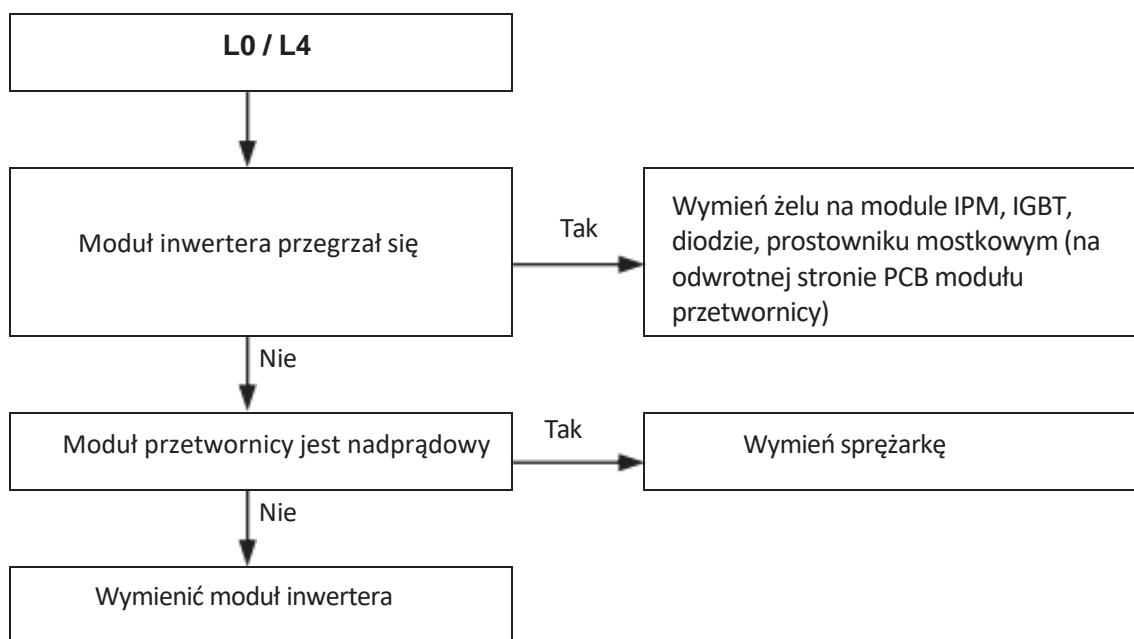 L0 / L4
Moduł inwertera przegrzał się
Tak
Wymień żelu na module IPM, IGBT,
diodzie, prostowniku mostkowym (na
odwrotnej stronie PCB modułu
przetwornicy)
Nie
Moduł przetwornicy jest nadprądowy
Tak
Wymień sprężarkę
Nie
Wymienić moduł inwertera